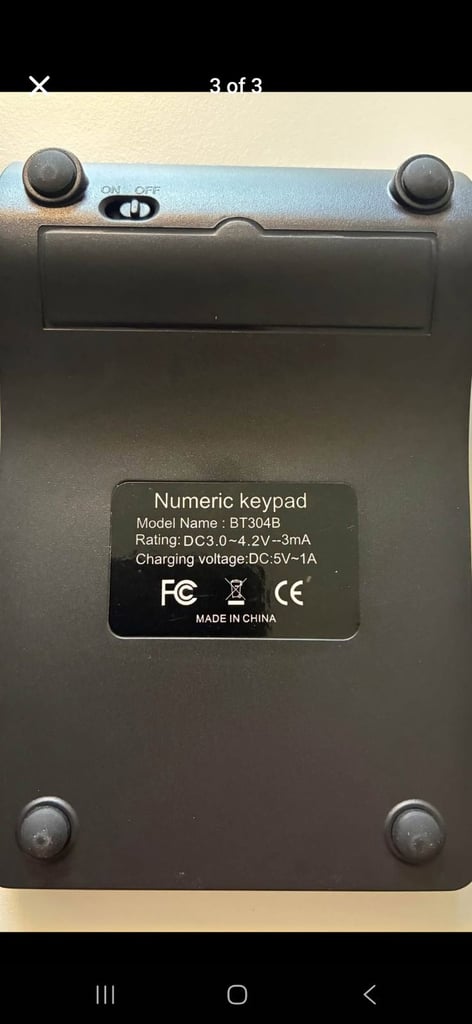 3 of 3
ON OFF
Numeric keypad
Model Name : BT304B
Rating: DC3.0~4.2V--3mA
Charging voltage:DC:5V~1A
FC CE
MADE IN CHINA